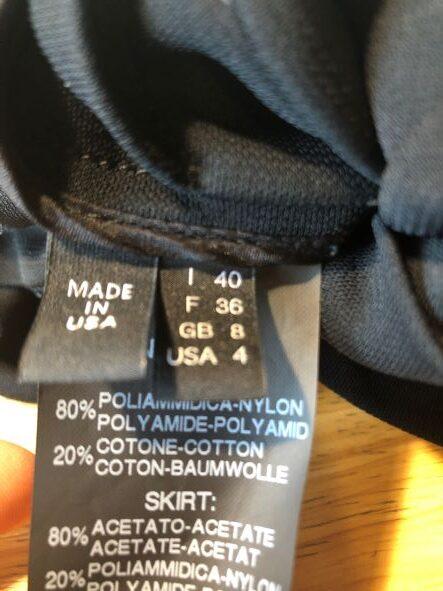 MADE
IN
USA
I 40
F 36
GB 8
USA 4
80% POLIAMMIDICA-NYLON
POLYAMIDE-POLYAMID
20% COTONE-COTTON
COTON-BAUMWOLLE
SKIRT:
80% ACETATO-ACETATE
ACETATE-ACETAT
20% POLIAMMIDICA-NYLON
POLYAMIDE